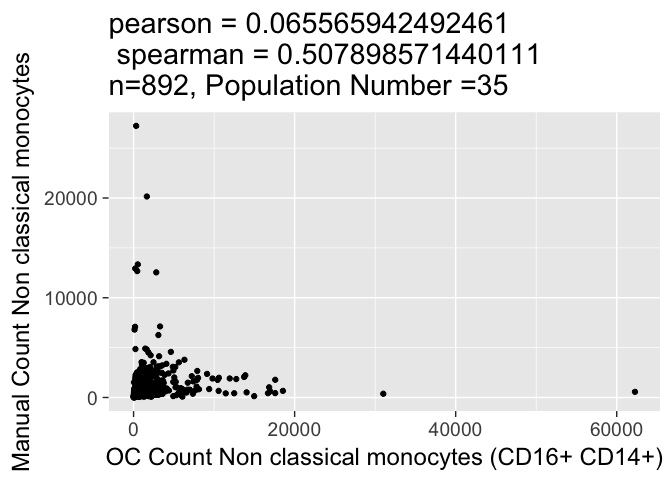 pearson = 0.065565942492461
spearman = 0.507898571440111
n=892, Population Number =35
Manual Count Non classical monocytes
20000
10000
0
0
20000
40000
60000
OC Count Non classical monocytes (CD16+ CD14+)